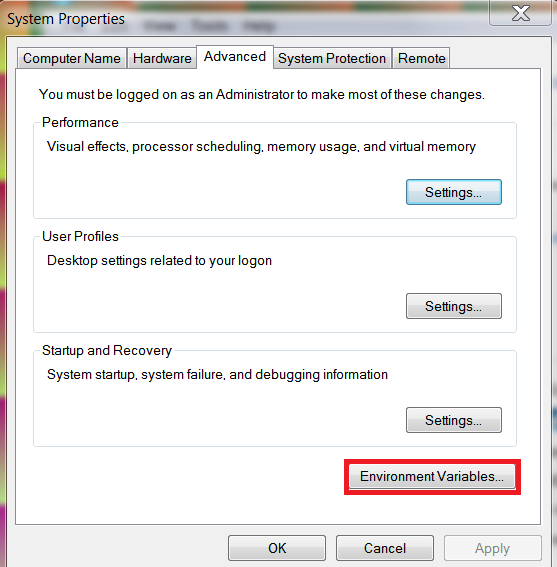 System Properties
View Tools Help
Computer Name Hardware Advanced System Protection Remote
You must be logged on as an Administrator to make most of these changes.
Performance
Visual effects, processor scheduling, memory usage, and virtual memory
Settings...
User Profiles
Desktop settings related to your logon
Settings...
Startup and Recovery
System startup, system failure, and debugging information
Settings...
Environment Variables...
OK Cancel Apply